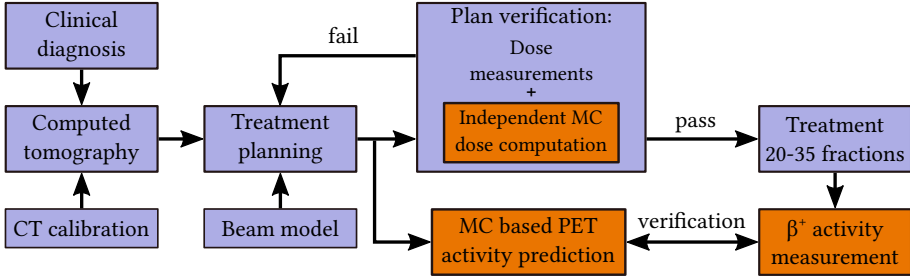 Clinical
diagnosis
Computed
tomography
CT calibration
fail
Treatment
planning
Beam model
Plan verification:
Dose
measurements
+
Independent MC
dose computation
pass
Treatment
20-35 fractions
MC based PET
activity prediction
verification
β⁺ activity
measurement